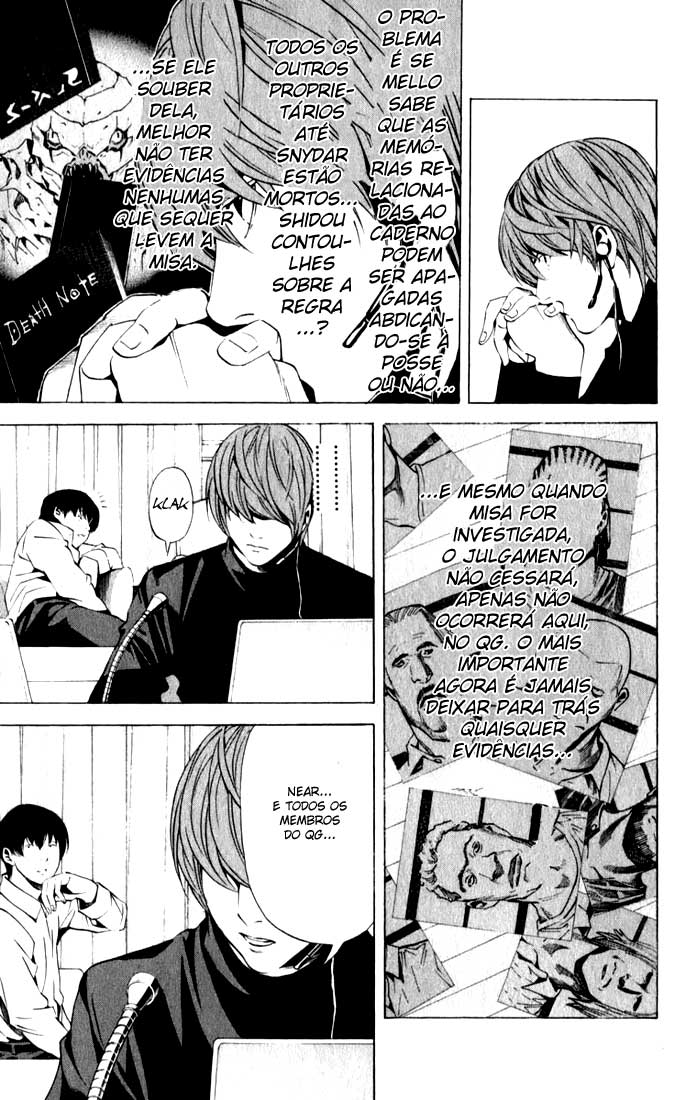 O PRO-
BLEMA
É SE
MELLO
SABE
QUE AS
MEMÓ-
RIAS RE-
LACIONA-
DAS AO
CADERNO
PODEM
SER APA-
GADAS
ABDICAN-
DO-SE À
POSSE
OU NÃO...
TODOS OS
OUTROS
PROPRIE-
TÁRIOS
ATÉ
SNYDAR
ESTÃO
MORTOS...
SHIDOU
CONTOU-
LHES
SOBRE A
REGRA
...?
...SE ELE
SOUBER
DELA,
MELHOR
NÃO TER
EVIDÊNCIAS
NENHUMAS
QUE SEQUER
LEVEM A
MISA.
DEATH NOTE
...E MESMO QUANDO
MISA FOR
INVESTIGADA,
O JULGAMENTO
NÃO CESSARÁ,
APENAS NÃO
OCORRERÁ AQUI,
NO QG. O MAIS
IMPORTANTE
AGORA É JAMAIS
DEIXAR PARA TRÁS
QUAISQUER
EVIDÊNCIAS...
.......
KLAK
NEAR...
E TODOS OS
MEMBROS
DO QG...